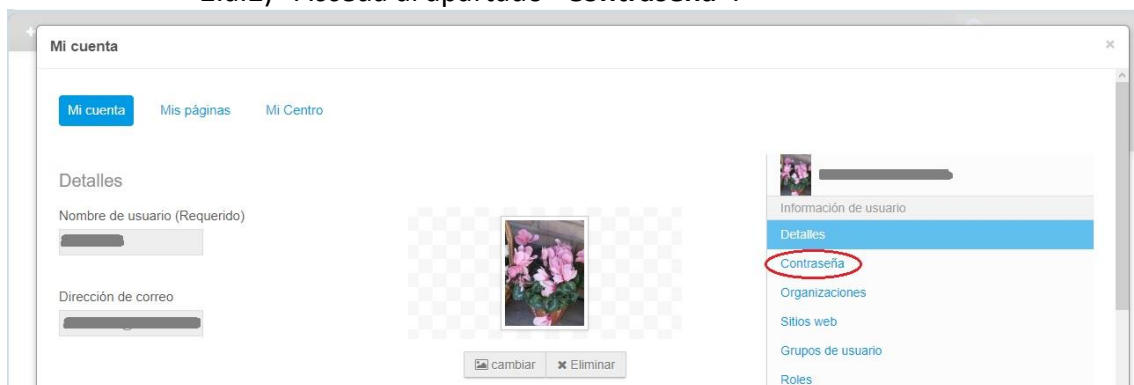 Mi cuenta ×
Mi cuenta Mis páginas Mi Centro
Detalles
Nombre de usuario (Requerido)
Dirección de correo
cambiar Eliminar
Información de usuario
Detalles
Contraseña
Organizaciones
Sitios web
Grupos de usuario
Roles